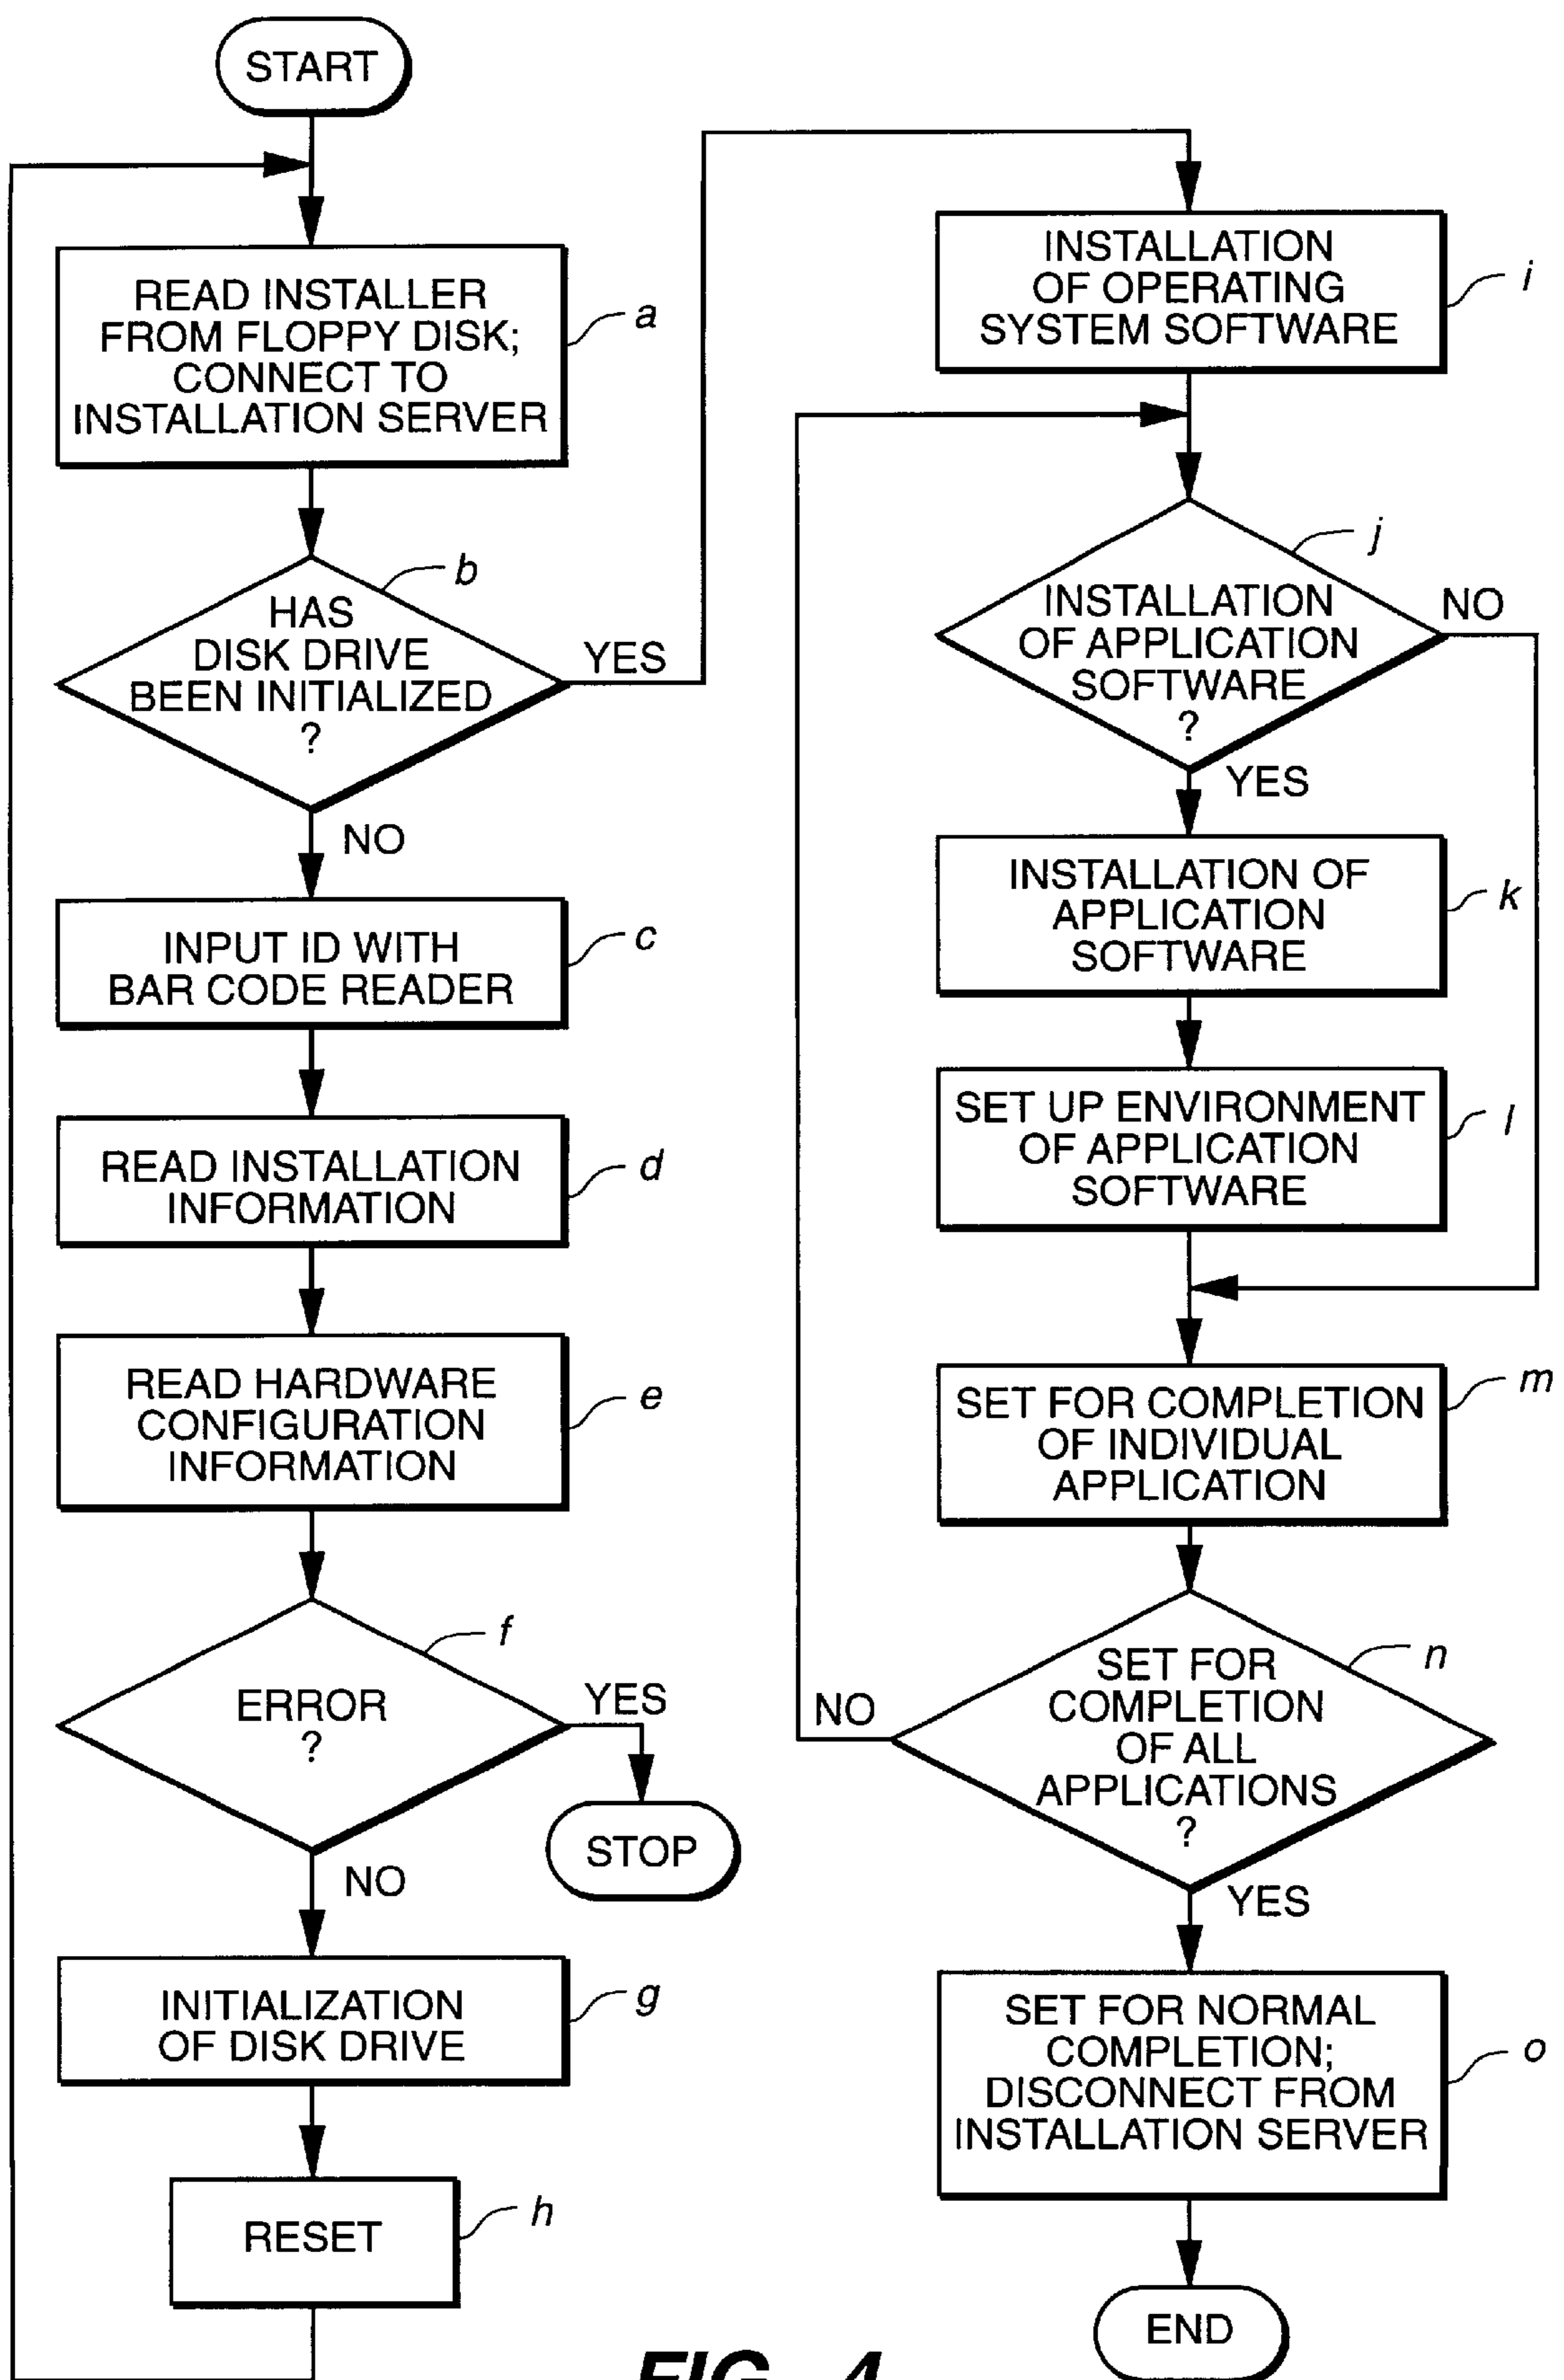 START
READ INSTALLER
FROM FLOPPY DISK;
CONNECT TO
INSTALLATION SERVER
a
HAS
DISK DRIVE
BEEN INITIALIZED
?
b
YES
NO
INPUT ID WITH
BAR CODE READER
c
READ INSTALLATION
INFORMATION
d
READ HARDWARE
CONFIGURATION
INFORMATION
e
ERROR
?
f
YES
STOP
NO
INITIALIZATION
OF DISK DRIVE
g
RESET
h
INSTALLATION
OF OPERATING
SYSTEM SOFTWARE
i
INSTALLATION
OF APPLICATION
SOFTWARE
?
j
NO
YES
INSTALLATION OF
APPLICATION
SOFTWARE
k
SET UP ENVIRONMENT
OF APPLICATION
SOFTWARE
l
SET FOR COMPLETION
OF INDIVIDUAL
APPLICATION
m
SET FOR
COMPLETION
OF ALL
APPLICATIONS
?
n
NO
YES
SET FOR NORMAL
COMPLETION;
DISCONNECT FROM
INSTALLATION SERVER
o
END
FIG._4